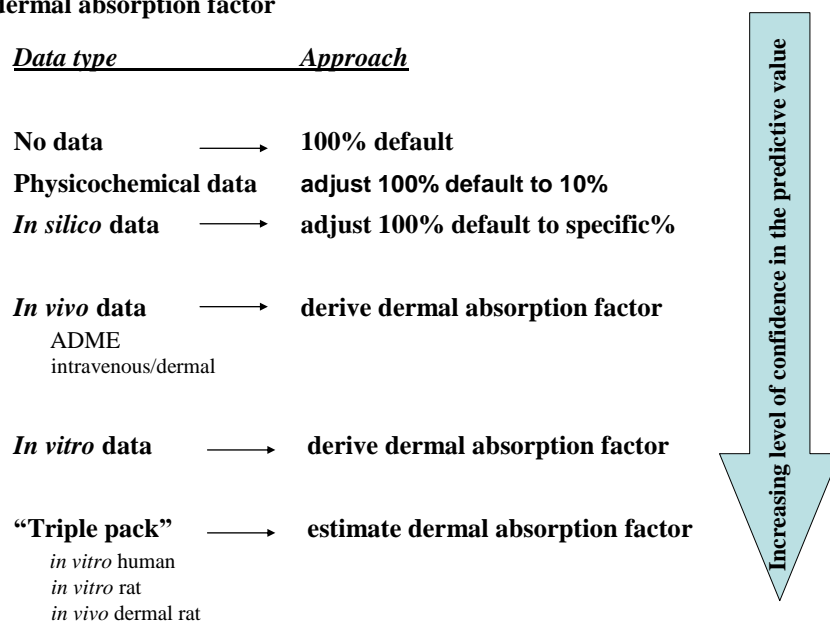 dermal absorption factor
Data type Approach
No data 100% default
Physicochemical data adjust 100% default to 10%
In silico data adjust 100% default to specific%
In vivo data derive dermal absorption factor
ADME
intravenous/dermal
In vitro data derive dermal absorption factor
“Triple pack” estimate dermal absorption factor
in vitro human
in vitro rat
in vivo dermal rat
Increasing level of confidence in the predictive value